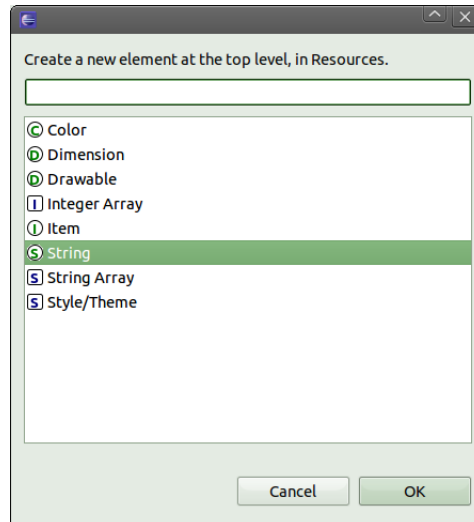 Create a new element at the top level, in Resources.
C Color
D Dimension
D Drawable
I Integer Array
I Item
S String
S String Array
S Style/Theme
Cancel OK